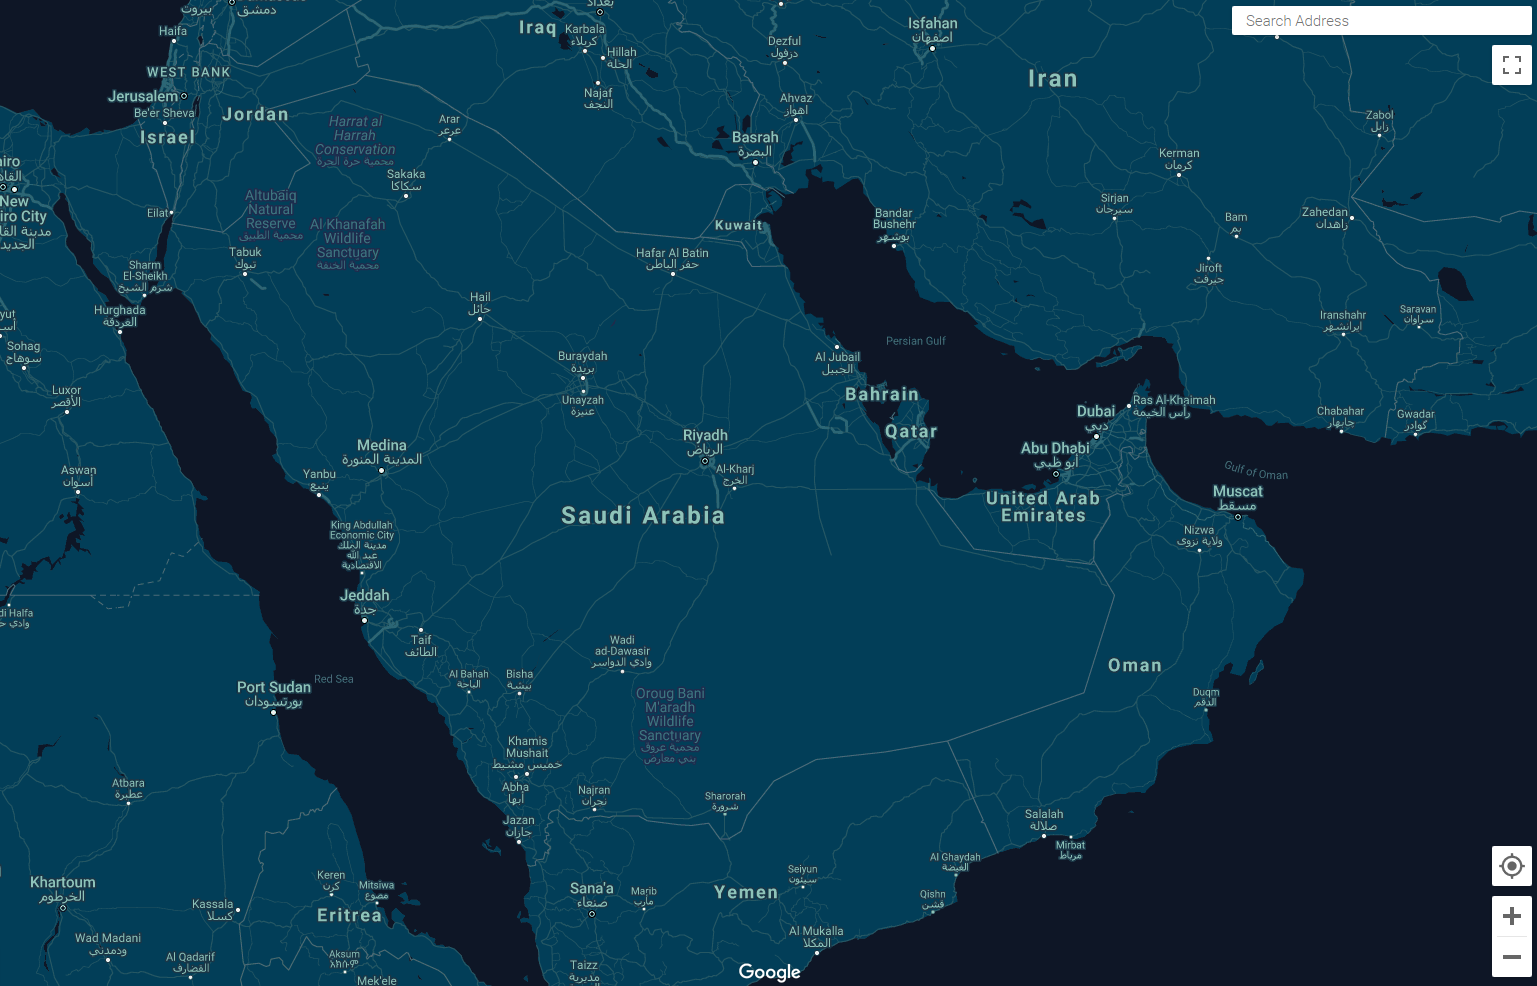 بيروت
دمشق
بغداد
Haifa
WEST BANK
Jerusalem
Be'er Sheva
Israel
Jordan
Iraq
Karbala
كربلاء
Hillah
الحلة
Najaf
النجف
Dezful
دزفول
Isfahan
اصفهان
Search Address
Iran
Ahvaz
اهواز
Basrah
البصرة
Harrat al
Harrah
Conservation
محمية حرة الحرة
Arar
عرعر
Sakaka
سكاكا
Zabol
زابل
Kerman
كرمان
Sirjan
سیرجان
Bam
بم
Zahedan
زاهدان
Jiroft
جیرفت
Iranshahr
ایرانشهر
Saravan
سراوان
New
مدينة
Eilat
Altubaiq
Natural
Reserve
محمية الطبيق
Al Khanafah
Wildlife
Sanctuary
محمية الخنفة
Tabuk
تبوك
Sharm
El-Sheikh
شرم الشيخ
Hurghada
الغردقة
Kuwait
Hafar Al Batin
حفر الباطن
Bandar
Bushehr
بوشهر
Hail
حائل
Sohag
سوهاج
Luxor
الأقصر
Buraydah
بريدة
Unayzah
عنيزة
Al Jubail
الجبيل
Persian Gulf
Bahrain
Qatar
Dubai
دبي
Ras Al-Khaimah
رأس الخيمة
Abu Dhabi
أبو ظبي
Chabahar
چابهار
Gwadar
گوادر
Aswan
أسوان
Medina
المدينة المنورة
Yanbu
ينبع
Riyadh
الرياض
Al-Kharj
الخرج
Saudi Arabia
United Arab
Emirates
Gulf of Oman
Muscat
مسقط
Nizwa
ولاية نزوى
King Abdullah
Economic City
مدينة الملك
عبد الله
الاقتصادية
Jeddah
جدة
Taif
الطائف
Wadi
ad-Dawasir
وادي الدواسر
Al Bahah
الباحة
Bisha
بيشة
Oman
Duqm
الدقم
Port Sudan
بورتسودان
Red Sea
Oroug Bani
M'aradh
Wildlife
Sanctuary
محمية عروق
بني معارض
Khamis
Mushait
خميس مشيط
Abha
أبها
Najran
نجران
Sharorah
شرورة
Atbara
عطبرة
Jazan
جازان
Salalah
صلالة
Mirbat
مرباط
Al Ghaydah
الغيضة
Khartoum
الخرطوم
Keren
كرن
Mitsiwa
مصوع
Kassala
كسلا
Eritrea
Sana'a
صنعاء
Marib
مأرب
Yemen
Seiyun
سيئون
Qishn
قشن
Wad Madani
ودمدني
Al Qadarif
القضارف
Aksum
አክሱም
Mek'ele
Al Mukalla
المكلا
Taizz
مديرية
Google